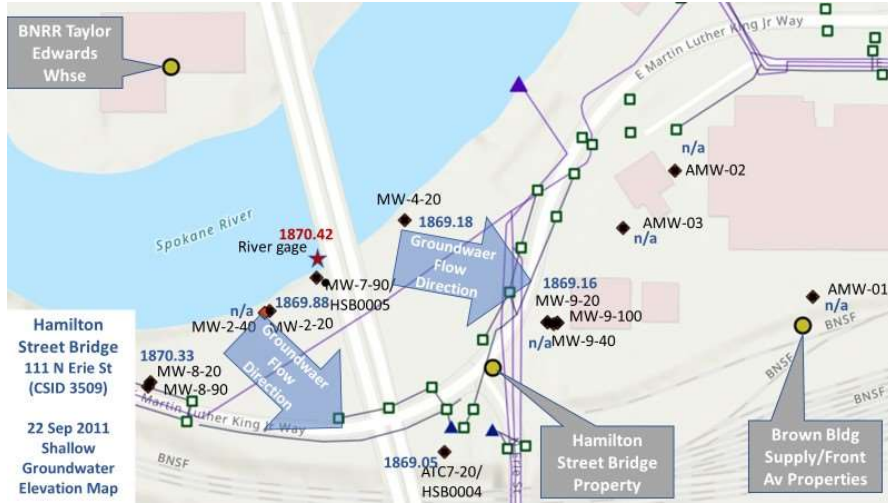 BNRR Taylor
Edwards
Whse
E Martin Luther King Jr Way
n/a
AMW-02
MW-4-20
1869.18
AMW-03
n/a
Spokane River
1870.42
River gage
Groundwaer
Flow
Direction
MW-7-90/
HSB0005
1869.16
MW-9-20
MW-9-100
n/a
MW-9-40
AMW-01
n/a
BNSF
n/a
1869.88
MW-2-40
MW-2-20
Groundwaer
Flow
Direction
1870.33
MW-8-20
MW-8-90
Martin Luther King Jr Way
BNSF
BNSF
BNSF
1869.05
ATC7-20/
HSB0004
Hamilton
Street Bridge
Property
Brown Bldg
Supply/Front
Av Properties
Hamilton
Street Bridge
111 N Erie St
(CSID 3509)
22 Sep 2011
Shallow
Groundwater
Elevation Map